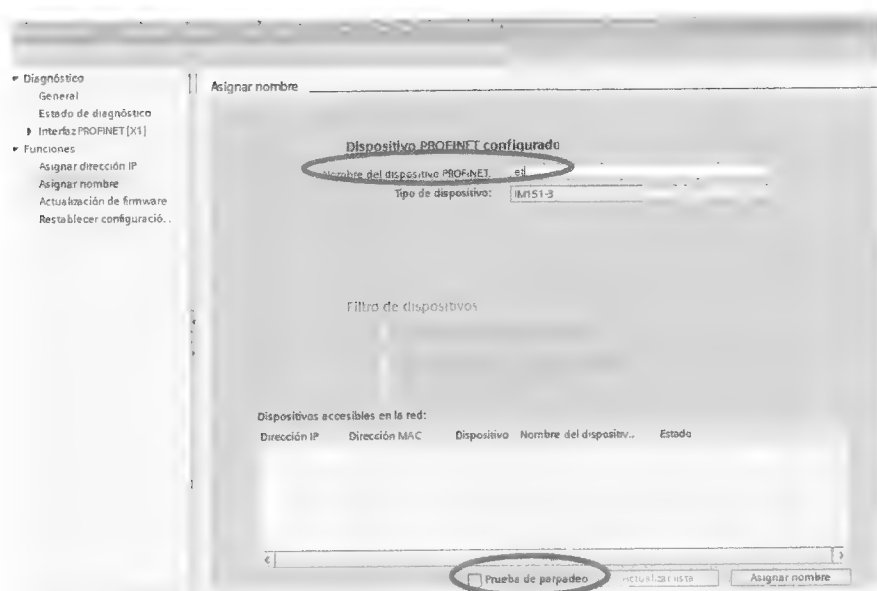 Diagnóstico
General
Estado de diagnóstico
Interfaz PROFINET [X1]
Funciones
Asignar dirección IP
Asignar nombre
Actualización de firmware
Restablecer configuració..
Asignar nombre
Dispositivo PROFINET configurado
Nombre del dispositivo PROFINET:
Tipo de dispositivo: IM151-3
Filtro de dispositivos
Dispositivos accesibles en la red:
Dirección IP Dirección MAC Dispositivo Nombre del dispositiv.. Estado
Prueba de parpadeo Actualizar lista Asignar nombre